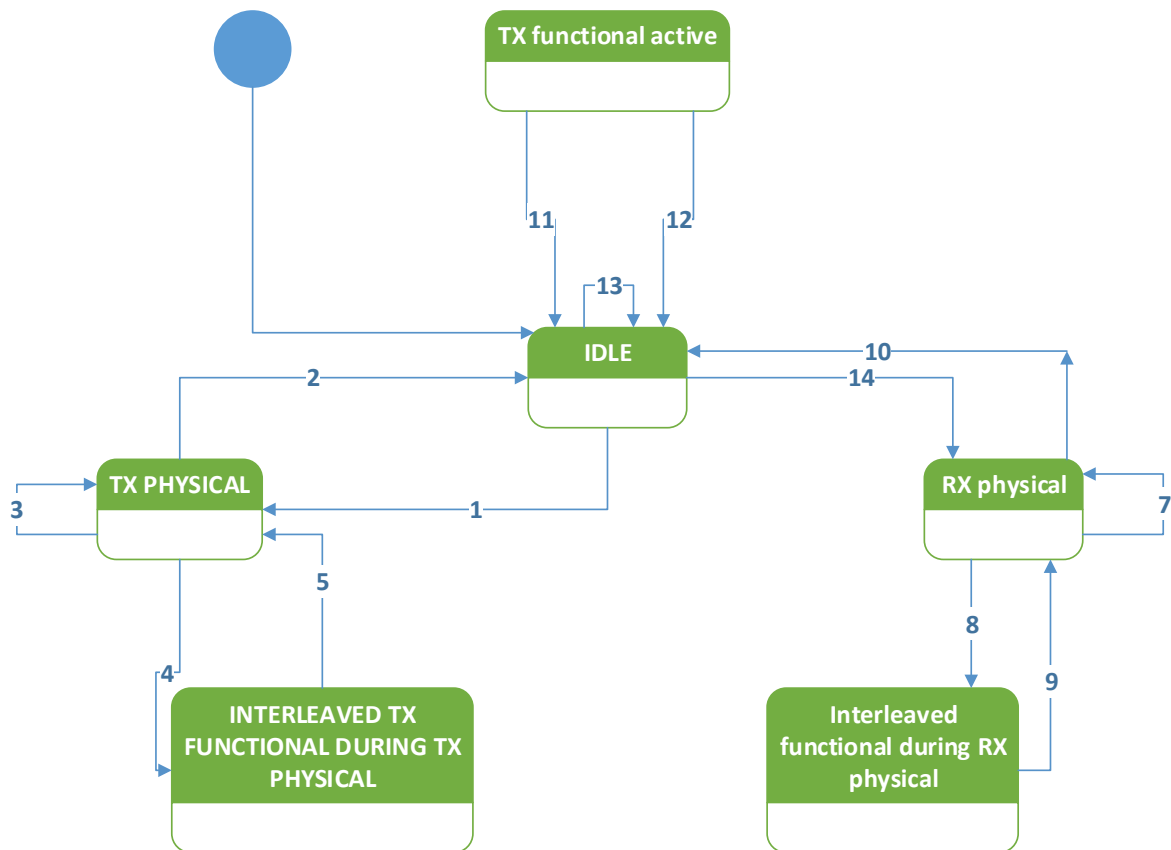 TX functional active
11
12
13
IDLE
10
2
14
TX PHYSICAL
RX physical
3
1
7
5
8
4
9
INTERLEAVED TX
FUNCTIONAL DURING TX
PHYSICAL
Interleaved
functional during RX
physical